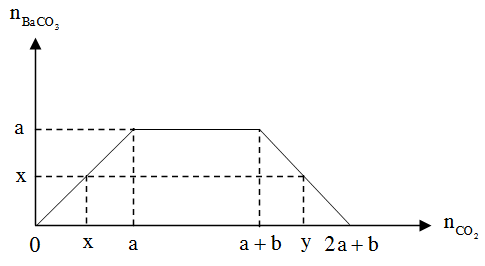 n_BaCO₃
a
x
n_CO₂
0 x a a + b y 2a + b